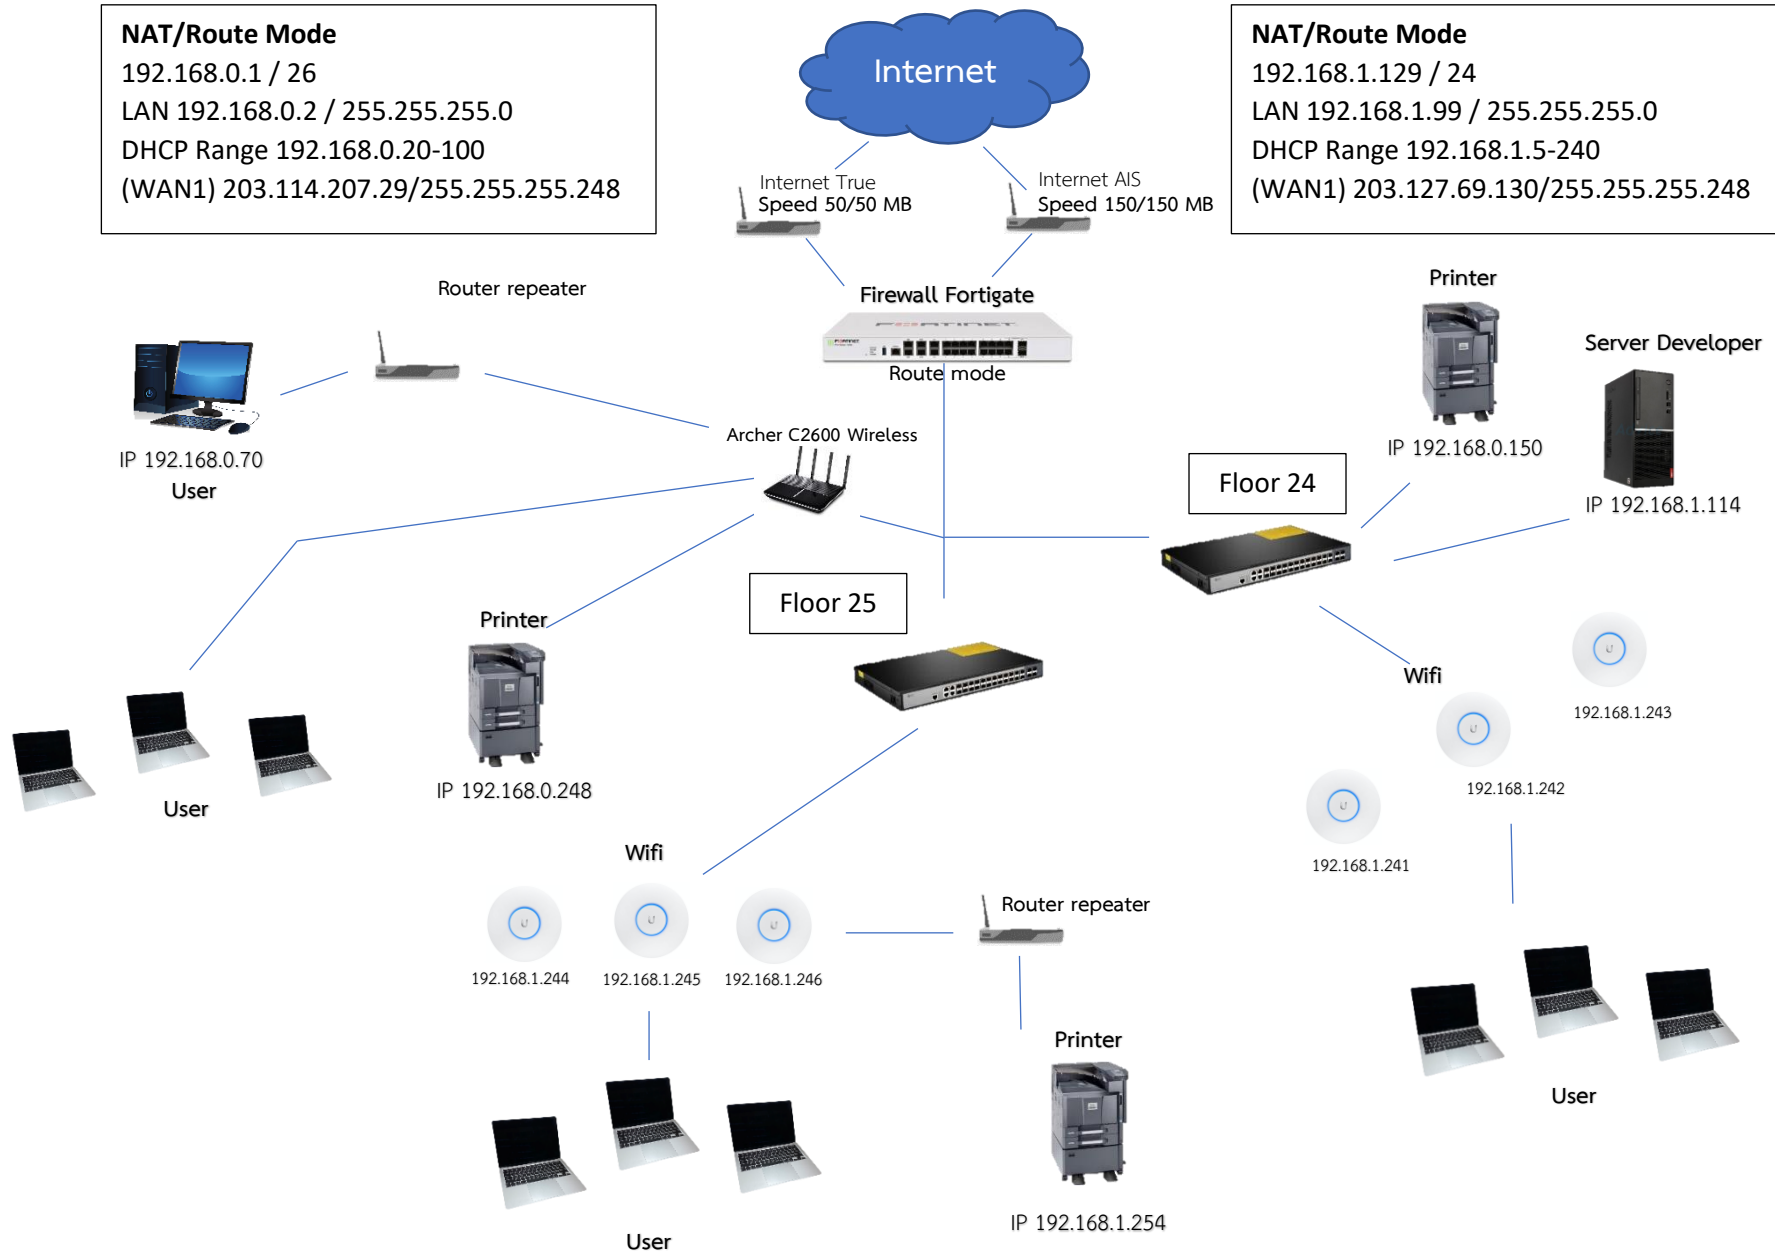 NAT/Route Mode
192.168.0.1 / 26
LAN 192.168.0.2 / 255.255.255.0
DHCP Range 192.168.0.20-100
(WAN1) 203.114.207.29/255.255.255.248
Internet
NAT/Route Mode
192.168.1.129 / 24
LAN 192.168.1.99 / 255.255.255.0
DHCP Range 192.168.1.5-240
(WAN1) 203.127.69.130/255.255.255.248
Internet True
Speed 50/50 MB
Internet AIS
Speed 150/150 MB
Router repeater
Firewall Fortigate
FORTINET
Route mode
Printer
Server Developer
IP 192.168.0.70
User
Archer C2600 Wireless
IP 192.168.0.150
Floor 24
IP 192.168.1.114
Floor 25
Printer
IP 192.168.0.248
User
Wifi
192.168.1.243
192.168.1.242
192.168.1.241
Wifi
192.168.1.244
192.168.1.245
192.168.1.246
Router repeater
Printer
IP 192.168.1.254
User
User